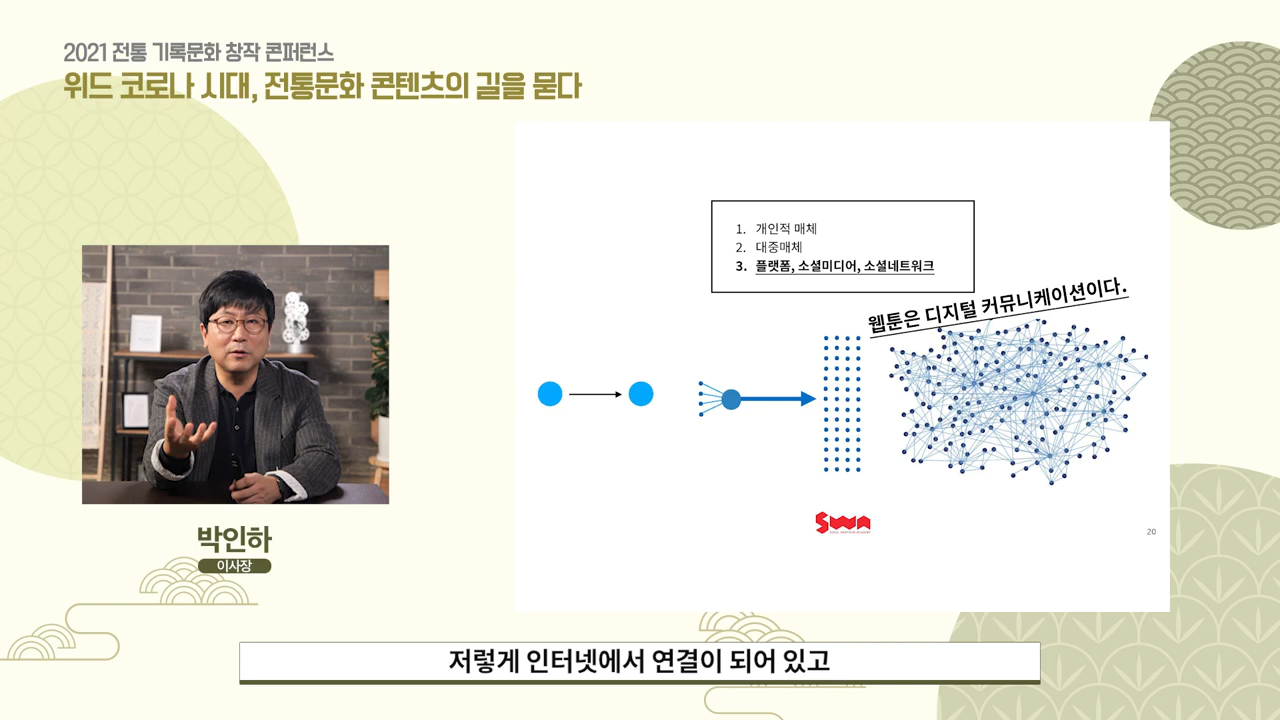 2021 전통 기록문화 창작 콘퍼런스
위드 코로나 시대, 전통문화 콘텐츠의 길을 묻다
1. 개인적 매체
2. 대중매체
3. 플랫폼, 소셜미디어, 소셜네트워크
웹툰은 디지털 커뮤니케이션이다.
SWA
20
박인하
이사장
저렇게 인터넷에서 연결이 되어 있고